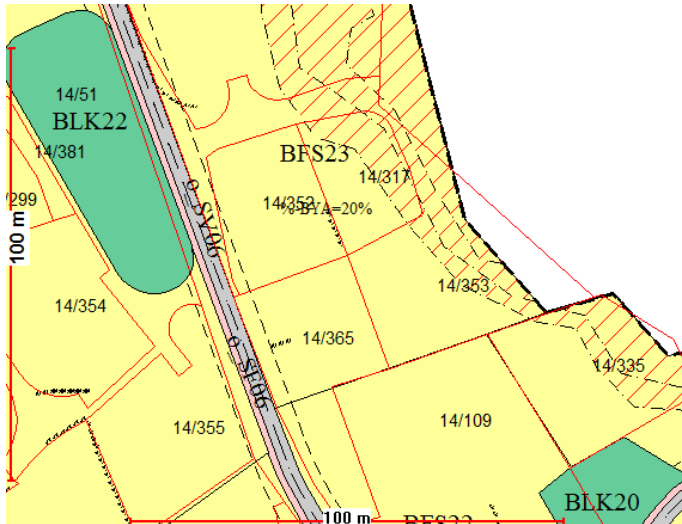 14/51
BLK22
14/381
/299
BFS23
14/317
14/352
%-BYA=20%
o_SV06
100 m
14/353
14/354
14/365
14/335
o_SF06
14/355
14/109
BLK20
100 m
BFS22